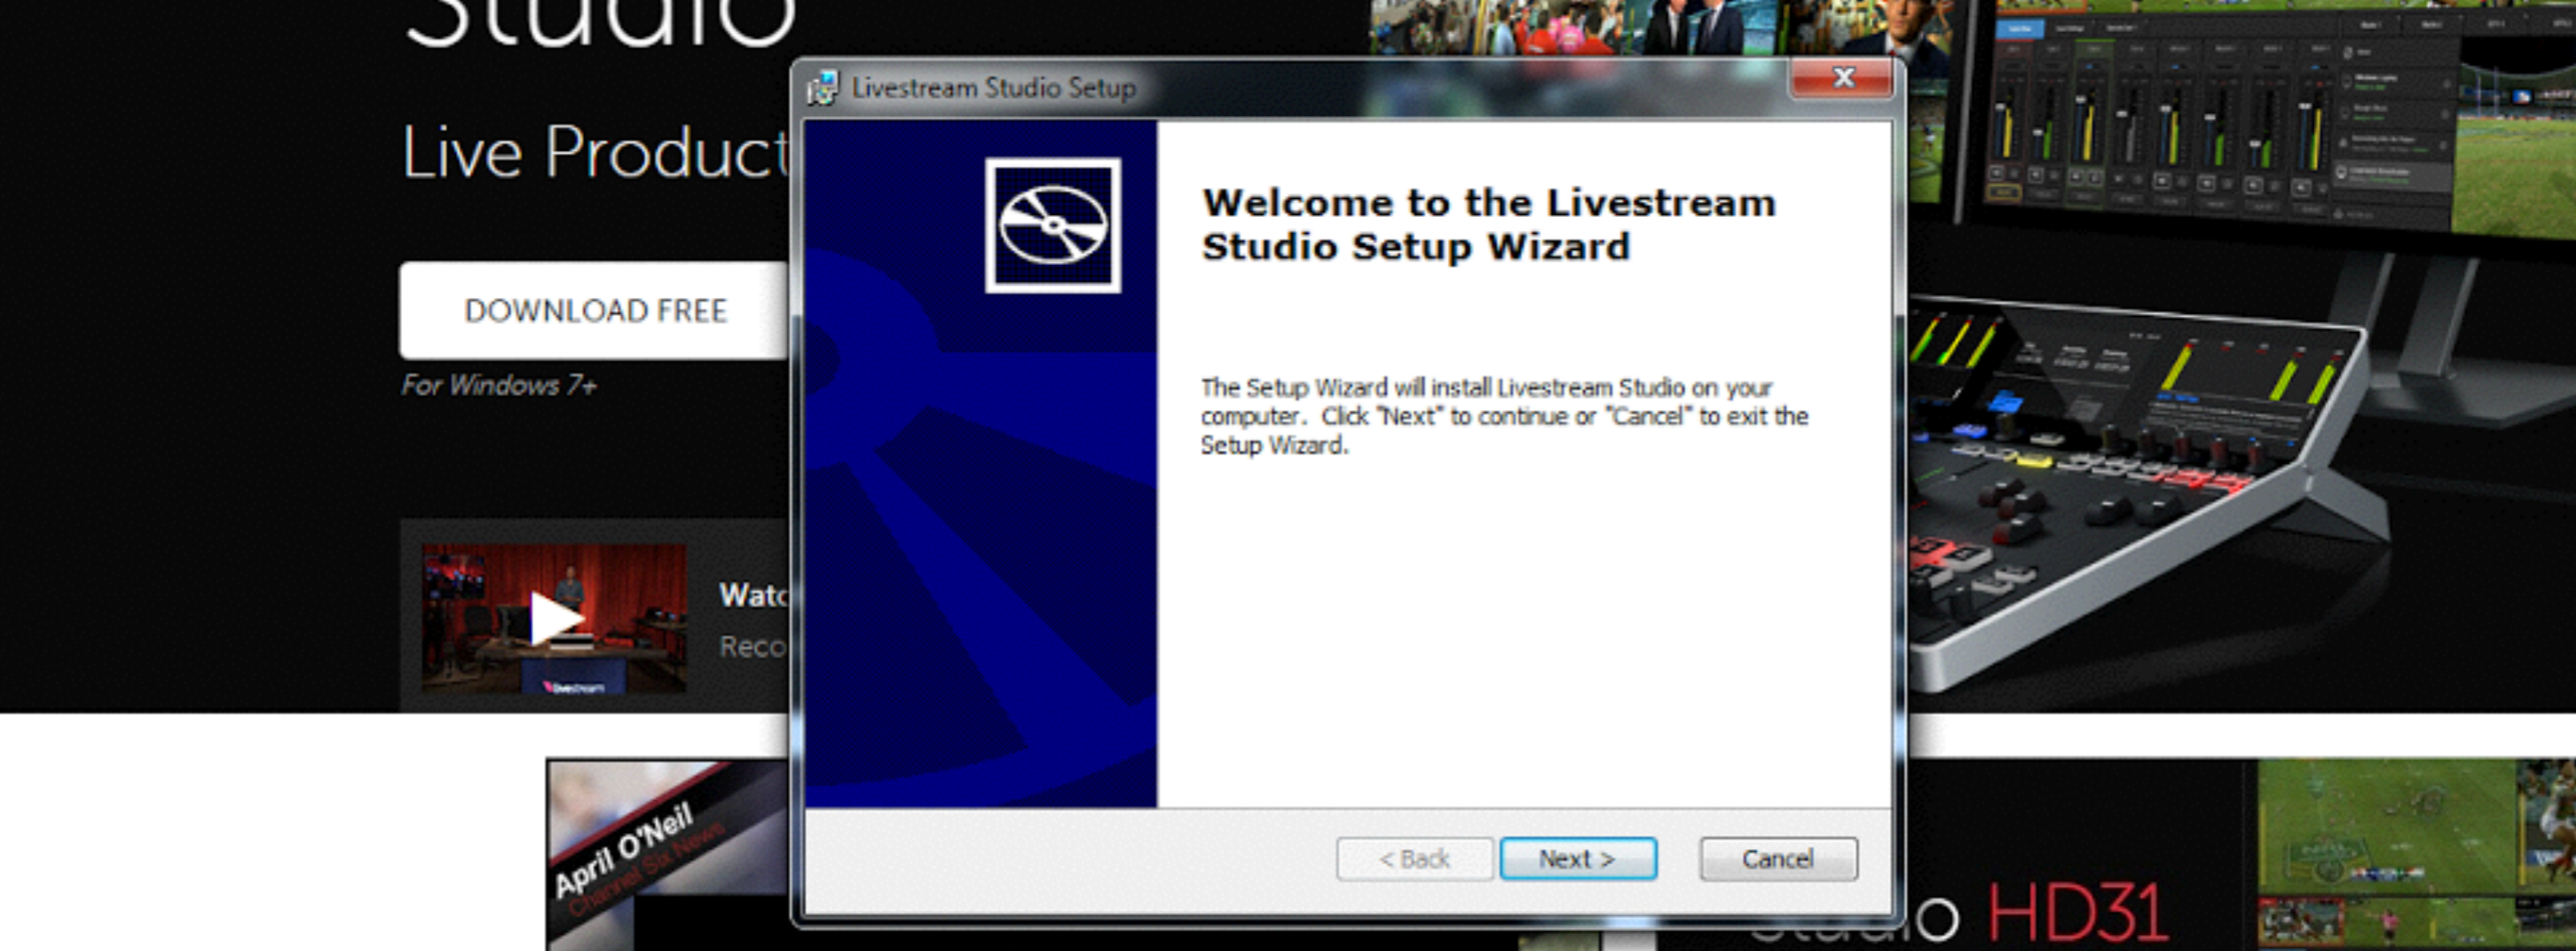 Studio
Live Product
DOWNLOAD FREE
For Windows 7+
Watc
Reco
livestream
April O'Neil
Channel Six News
Livestream Studio Setup
Welcome to the Livestream
Studio Setup Wizard
The Setup Wizard will install Livestream Studio on your
computer. Click "Next" to continue or "Cancel" to exit the
Setup Wizard.
< Back
Next >
Cancel
Studio HD31